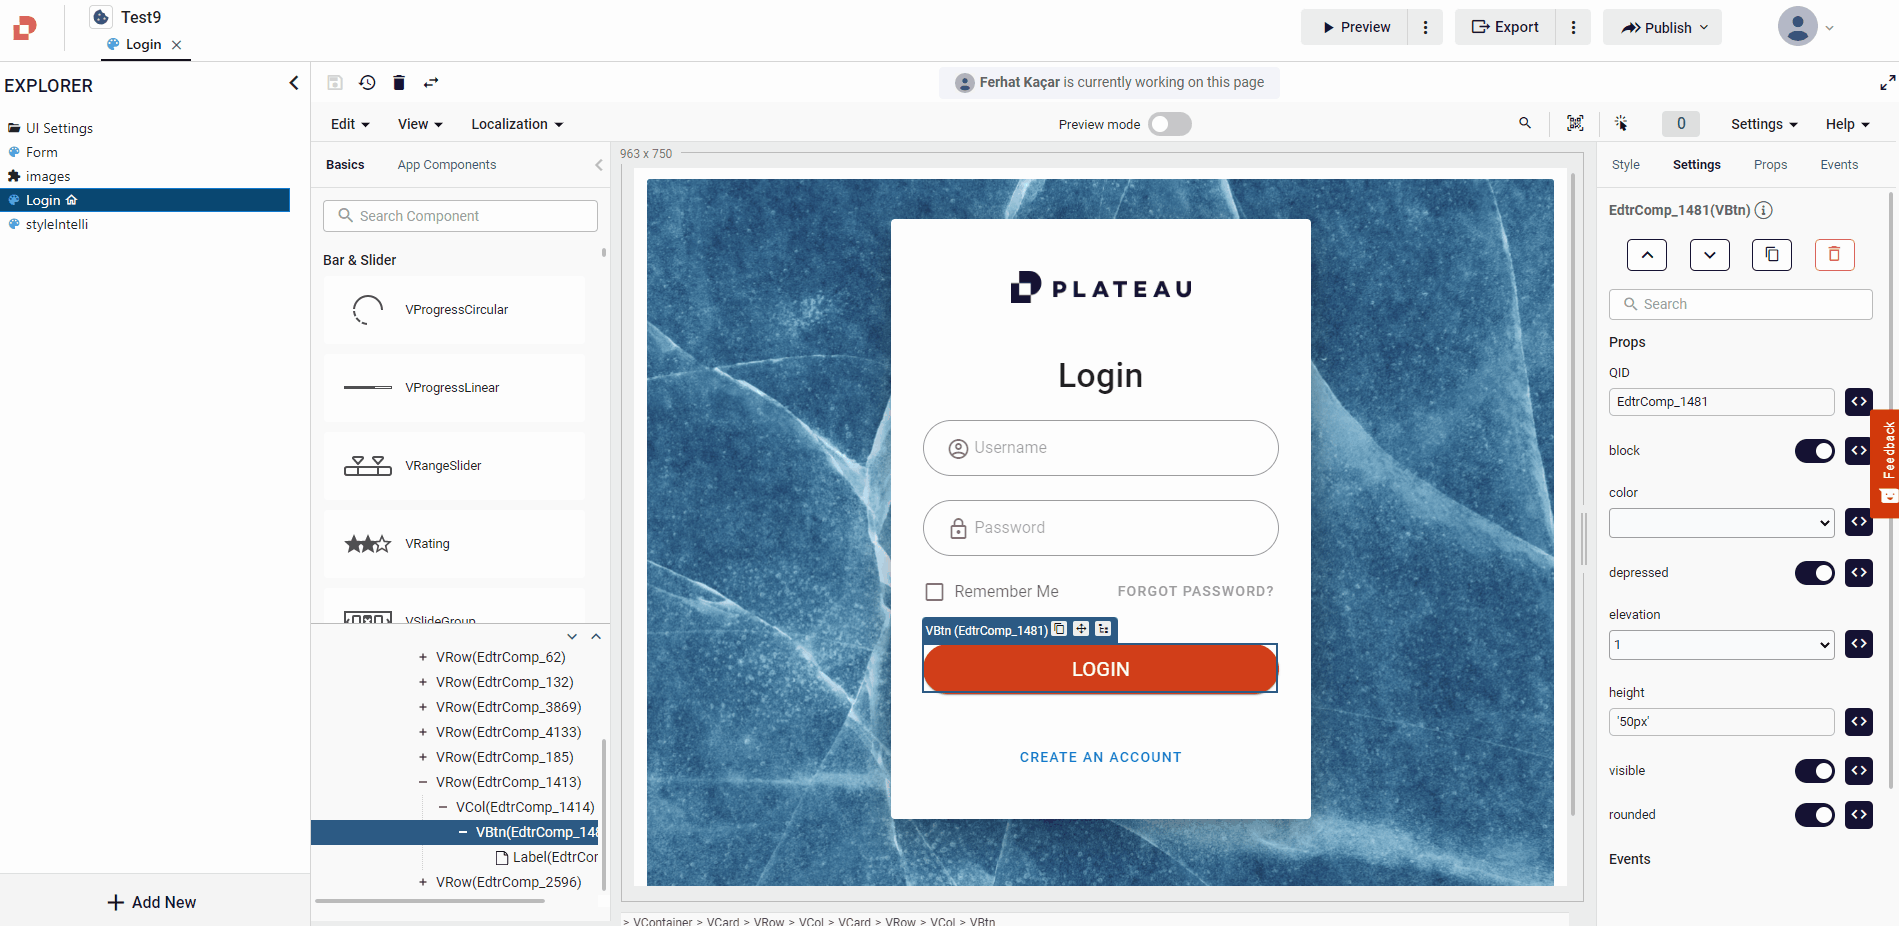 Test9
Login
Preview
Export
Publish
EXPLORER
UI Settings
Form
images
Login
styleIntelli
Add New
Ferhat Kaçar is currently working on this page
Edit
View
Localization
Preview mode
0
Settings
Help
Basics
App Components
Search Component
Bar & Slider
VProgressCircular
VProgressLinear
VRangeSlider
VRating
VSlideGroup
+ VRow(EdtrComp_62)
+ VRow(EdtrComp_132)
+ VRow(EdtrComp_3869)
+ VRow(EdtrComp_4133)
+ VRow(EdtrComp_185)
− VRow(EdtrComp_1413)
− VCol(EdtrComp_1414)
− VBtn(EdtrComp_148
Label(EdtrCor
+ VRow(EdtrComp_2596)
963 x 750
PLATEAU
Login
Username
Password
Remember Me
FORGOT PASSWORD?
VBtn (EdtrComp_1481)
LOGIN
CREATE AN ACCOUNT
> VContainer > VCard > VRow > VCol > VCard > VRow > VCol > VBtn
Style
Settings
Props
Events
EdtrComp_1481(VBtn)
Search
Props
QID
EdtrComp_1481
block
color
depressed
elevation
1
height
'50px'
visible
rounded
Events
Feedback